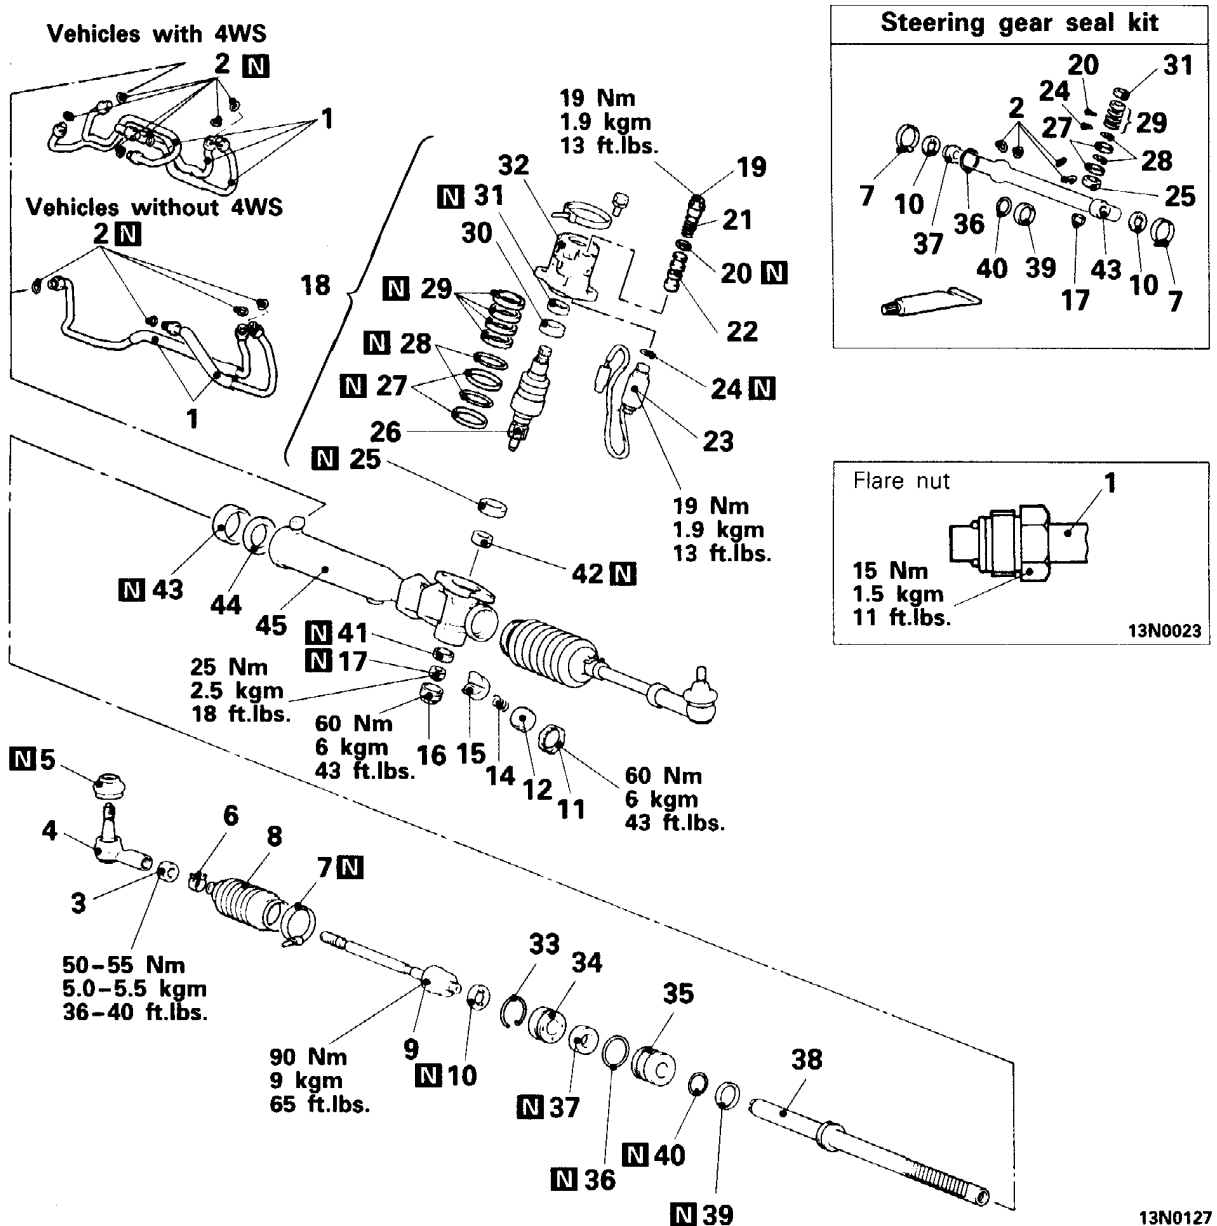 Vehicles with 4WS
2 N
1
Vehicles without 4WS
2 N
1
18
19 Nm
1.9 kgm
13 ft.lbs.
32
N 31
30
N 29
N 28
N 27
26
N 25
19
21
20 N
22
24 N
23
19 Nm
1.9 kgm
13 ft.lbs.
42 N
Steering gear seal kit
20
31
24
2
27
29
28
7
10
25
37
36
40
39
17
43
10
7
Flare nut
1
15 Nm
1.5 kgm
11 ft.lbs.
13N0023
N 43
44
45
N 41
N 17
25 Nm
2.5 kgm
18 ft.lbs.
60 Nm
6 kgm
43 ft.lbs.
16
15
14
12
11
60 Nm
6 kgm
43 ft.lbs.
N 5
4
6
8
7 N
3
50-55 Nm
5.0-5.5 kgm
36-40 ft.lbs.
33
34
35
9
N 10
90 Nm
9 kgm
65 ft.lbs.
N 37
38
N 40
N 36
N 39
13N0127